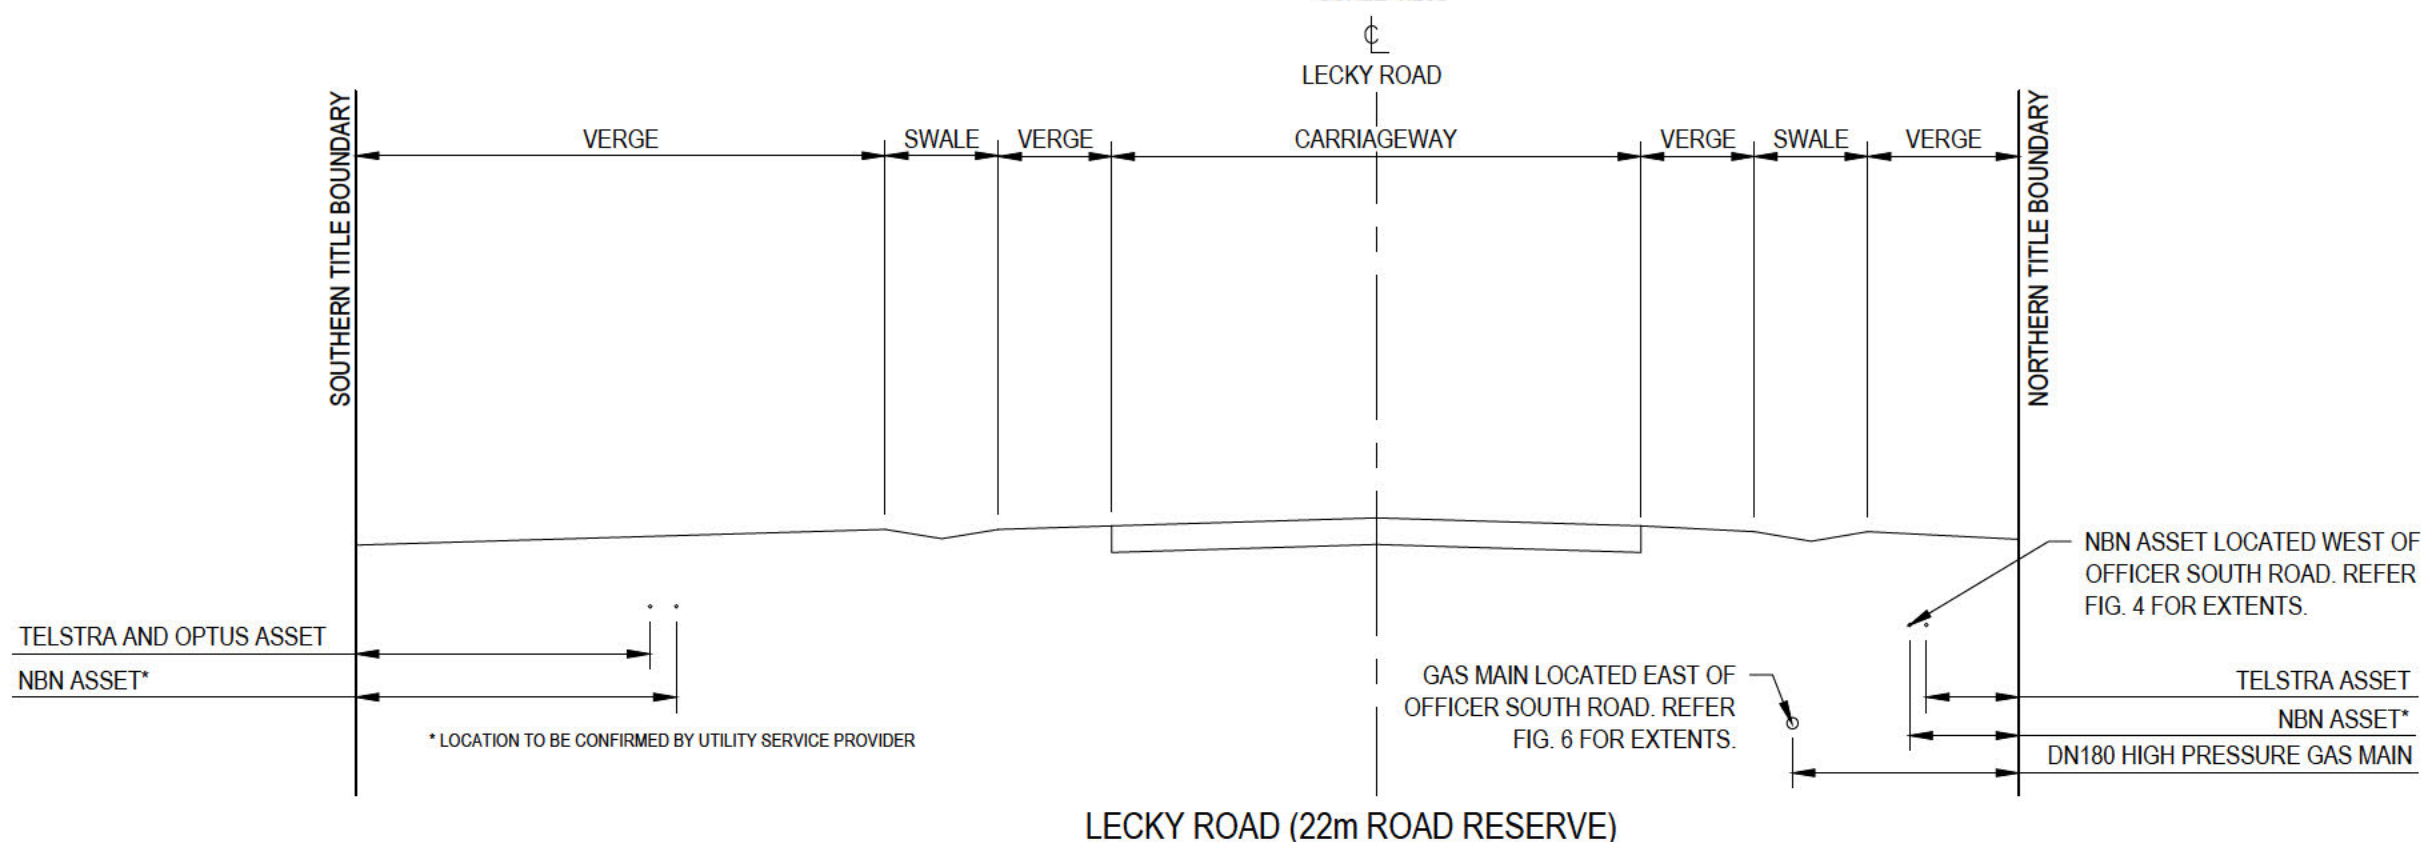 ℄
LECKY ROAD
SOUTHERN TITLE BOUNDARY
VERGE
SWALE
VERGE
CARRIAGEWAY
VERGE
SWALE
VERGE
NORTHERN TITLE BOUNDARY
NBN ASSET LOCATED WEST OF
OFFICER SOUTH ROAD. REFER
FIG. 4 FOR EXTENTS.
TELSTRA AND OPTUS ASSET
NBN ASSET*
* LOCATION TO BE CONFIRMED BY UTILITY SERVICE PROVIDER
GAS MAIN LOCATED EAST OF
OFFICER SOUTH ROAD. REFER
FIG. 6 FOR EXTENTS.
TELSTRA ASSET
NBN ASSET*
DN180 HIGH PRESSURE GAS MAIN
LECKY ROAD (22m ROAD RESERVE)